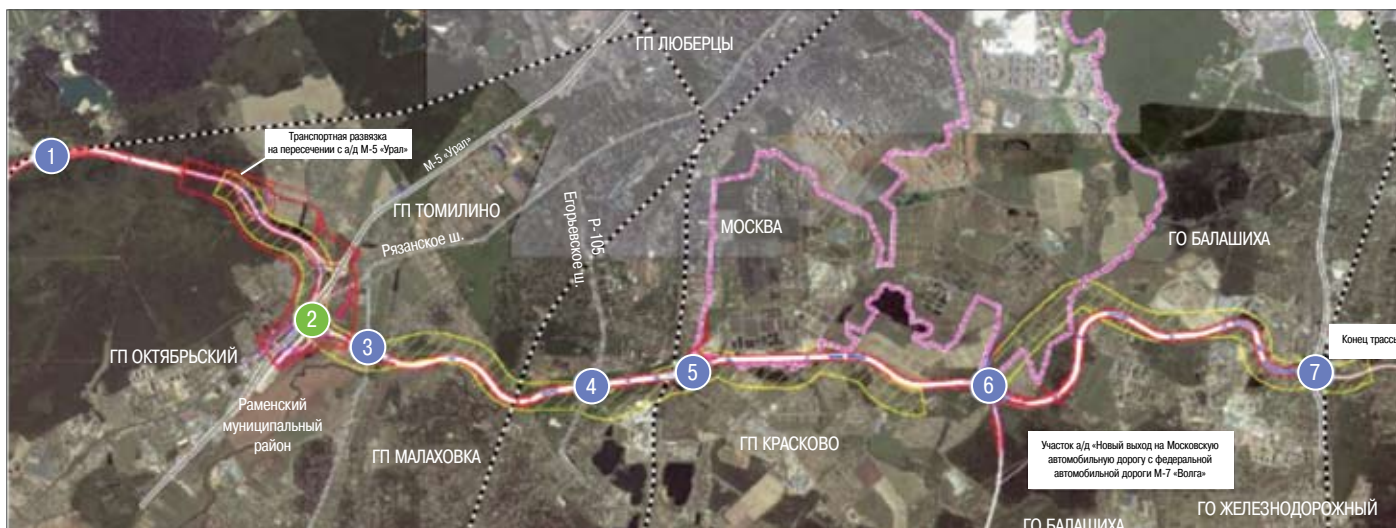 ГП ЛЮБЕРЦЫ
1
Транспортная развязка
на пересечении с а/д М-5 «Урал»
М-5 «Урал»
ГП ТОМИЛИНО
Рязанское ш.
Р-105
Егорьевское ш.
МОСКВА
ГО БАЛАШИХА
2
3
4
5
6
7
Конец трассы
ГП ОКТЯБРЬСКИЙ
Раменский
муниципальный
район
ГП МАЛАХОВКА
ГП КРАСКОВО
Участок а/д «Новый выход на Московскую
автомобильную дорогу с федеральной
автомобильной дороги М-7 «Волга»
ГО БАЛАШИХА
ГО ЖЕЛЕЗНОДОРОЖНЫЙ